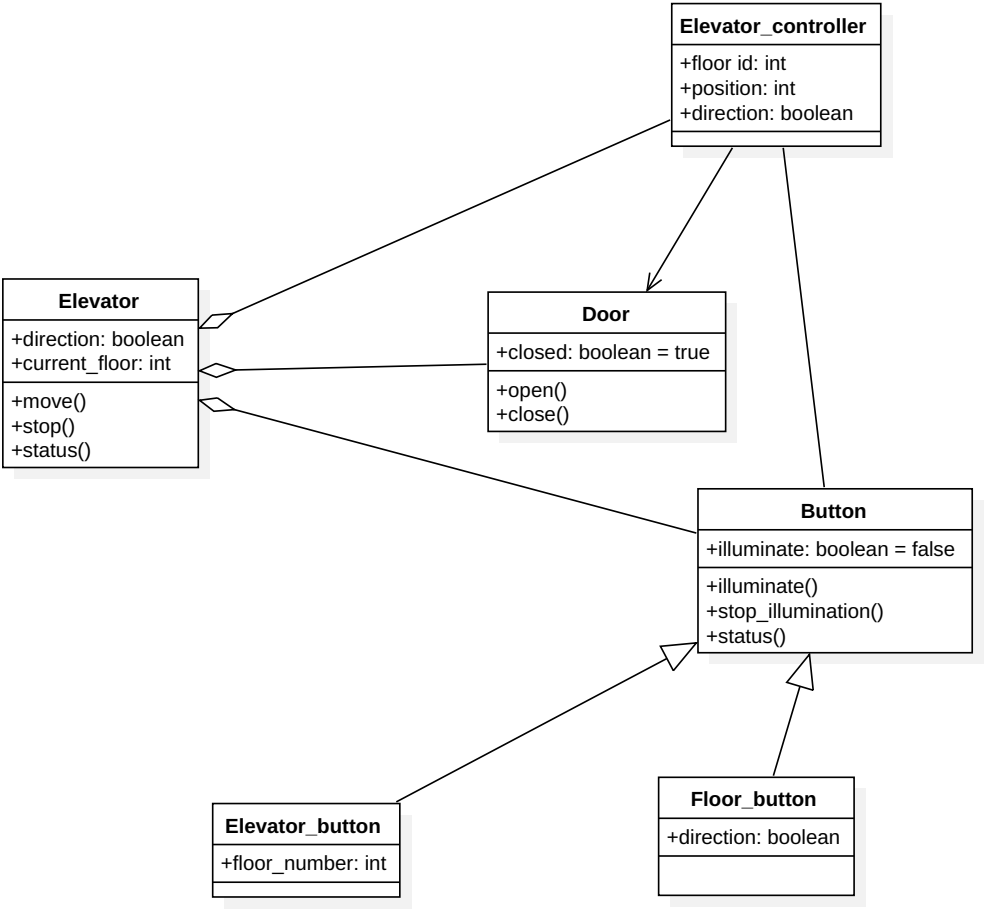 Elevator_controller
+floor id: int
+position: int
+direction: boolean
Elevator
+direction: boolean
+current_floor: int
+move()
+stop()
+status()
Door
+closed: boolean = true
+open()
+close()
Button
+illuminate: boolean = false
+illuminate()
+stop_illumination()
+status()
Elevator_button
+floor_number: int
Floor_button
+direction: boolean